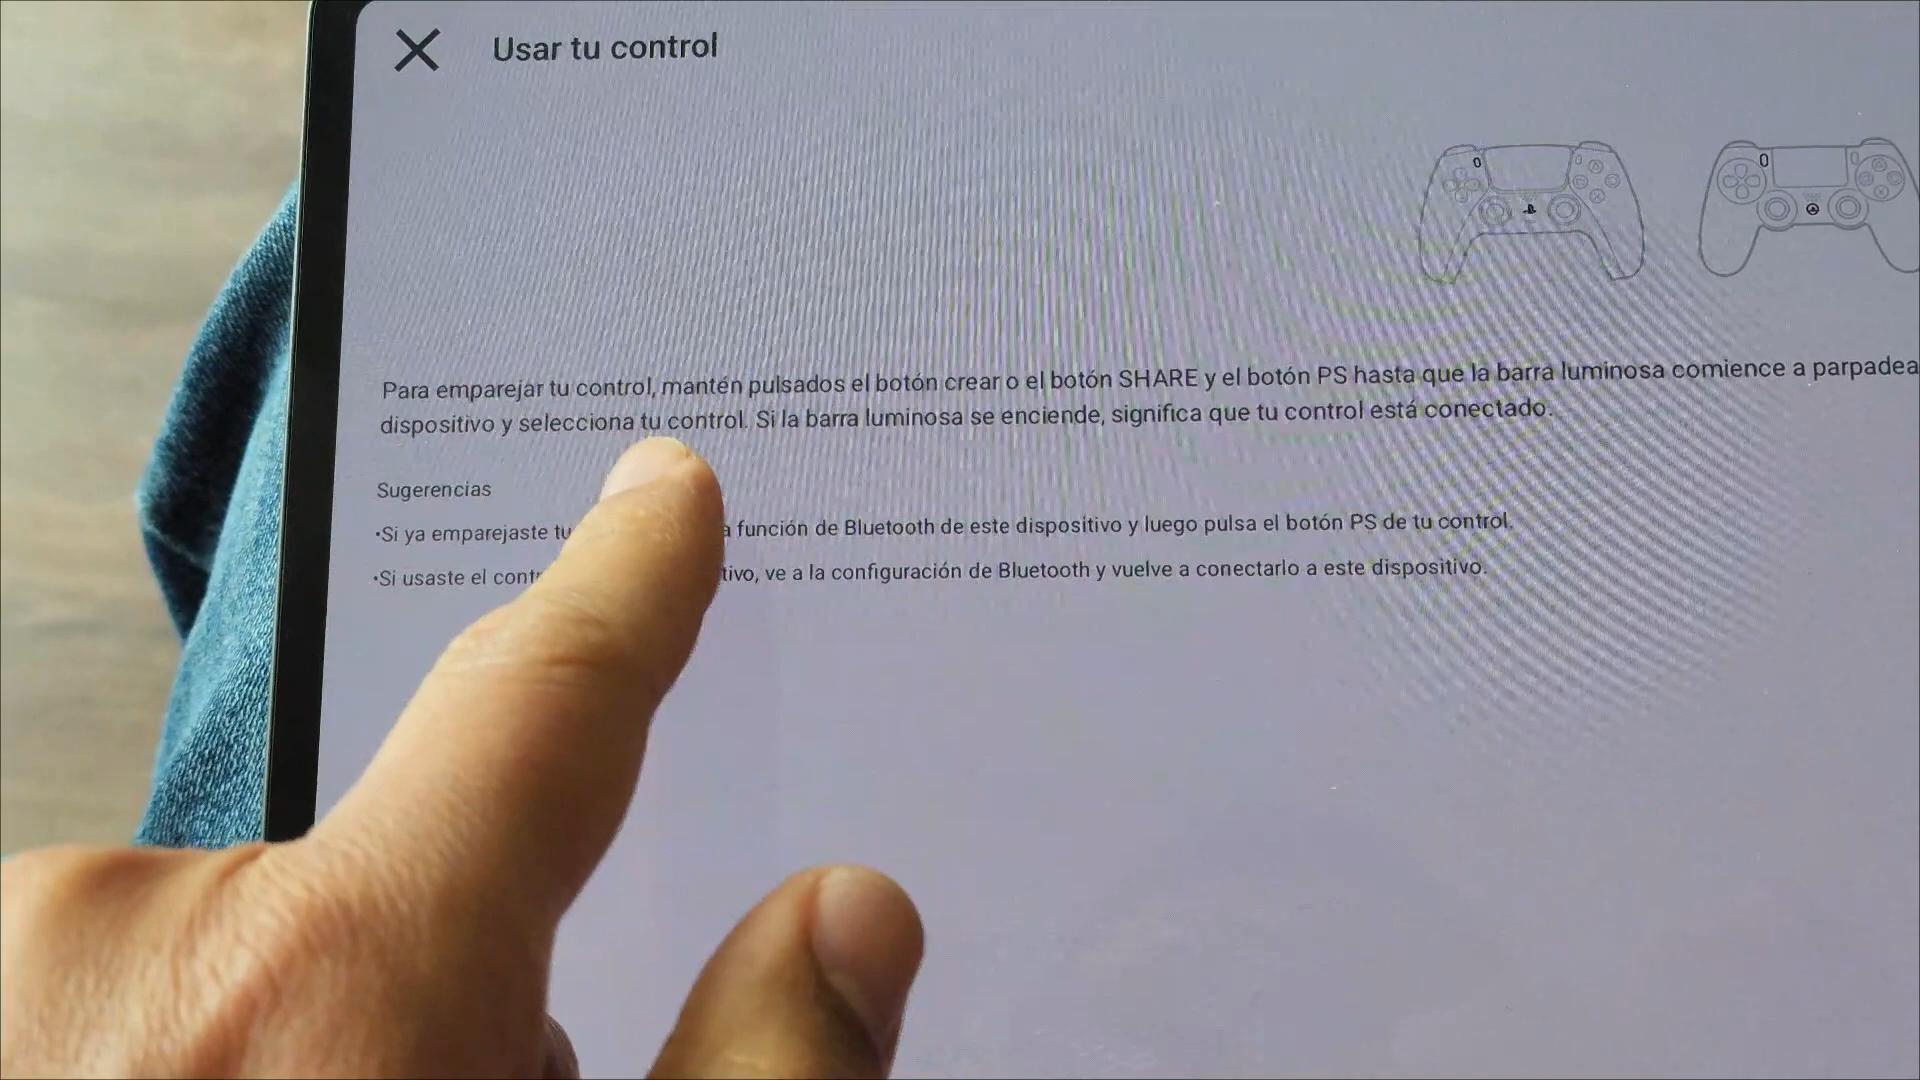 Usar tu control
Para emparejar tu control, mantén pulsados el botón crear o el botón SHARE y el botón PS hasta que la barra luminosa comience a
dispositivo y selecciona tu control. Si la barra luminosa se enciende, significa que tu control está conectado.
Sugerencias
•Si ya emparejaste tu función de Bluetooth de este dispositivo y luego pulsa el botón PS de tu control.
•Si usaste el ve a la configuración de Bluetooth y vuelve a conectarlo a este dispositivo.